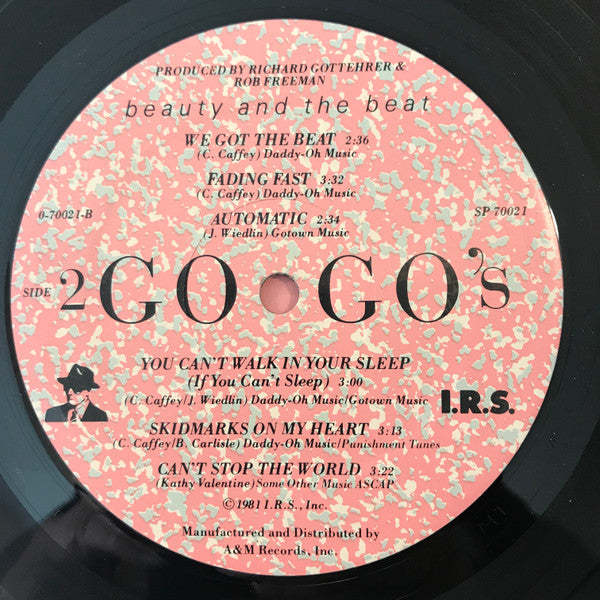 PRODUCED BY RICHARD GOTTEHRER &
ROB FREEMAN
beauty and the beat
WE GOT THE BEAT 2:36
(C. Caffey) Daddy-Oh Music
FADING FAST 3:32
(C. Caffey) Daddy-Oh Music
0-70021-B
AUTOMATIC 2:34
SP 70021
(J. Wiedlin) Gotown Music
SIDE 2 GO GO's
YOU CAN'T WALK IN YOUR SLEEP
(If You Can't Sleep) 3:00
(C. Caffey/J. Wiedlin) Daddy-Oh Music/Gotown Music
I.R.S.
SKIDMARKS ON MY HEART 3:13
(C. Caffey/B. Carlisle) Daddy-Oh Music/Punishment Tunes
CAN'T STOP THE WORLD 3:22
(Kathy Valentine) Some Other Music ASCAP
©1981 I.R.S., Inc.
Manufactured and Distributed by
A&M Records, Inc.